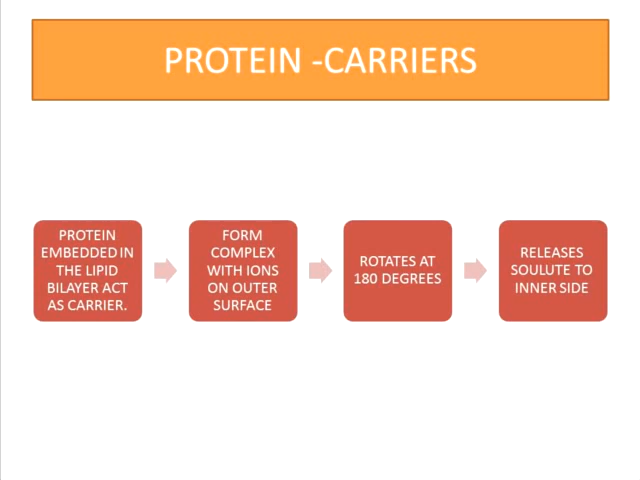 PROTEIN -CARRIERS
PROTEIN
EMBEDDED IN
THE LIPID
BILAYER ACT
AS CARRIER.
FORM
COMPLEX
WITH IONS
ON OUTER
SURFACE
ROTATES AT
180 DEGREES
RELEASES
SOULUTE TO
INNER SIDE